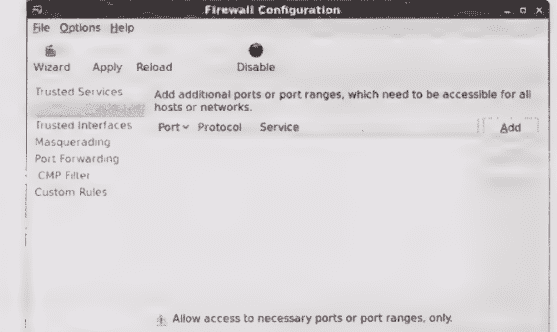 Firewall Configuration
File Options Help
Wizard Apply Reload Disable
Trusted Services
Add additional ports or port ranges, which need to be accessible for all
hosts or networks.
Trusted Interfaces
Port Protocol Service
Add
Masquerading
Port Forwarding
CMP Filter
Custom Rules
Allow access to necessary ports or port ranges, only.